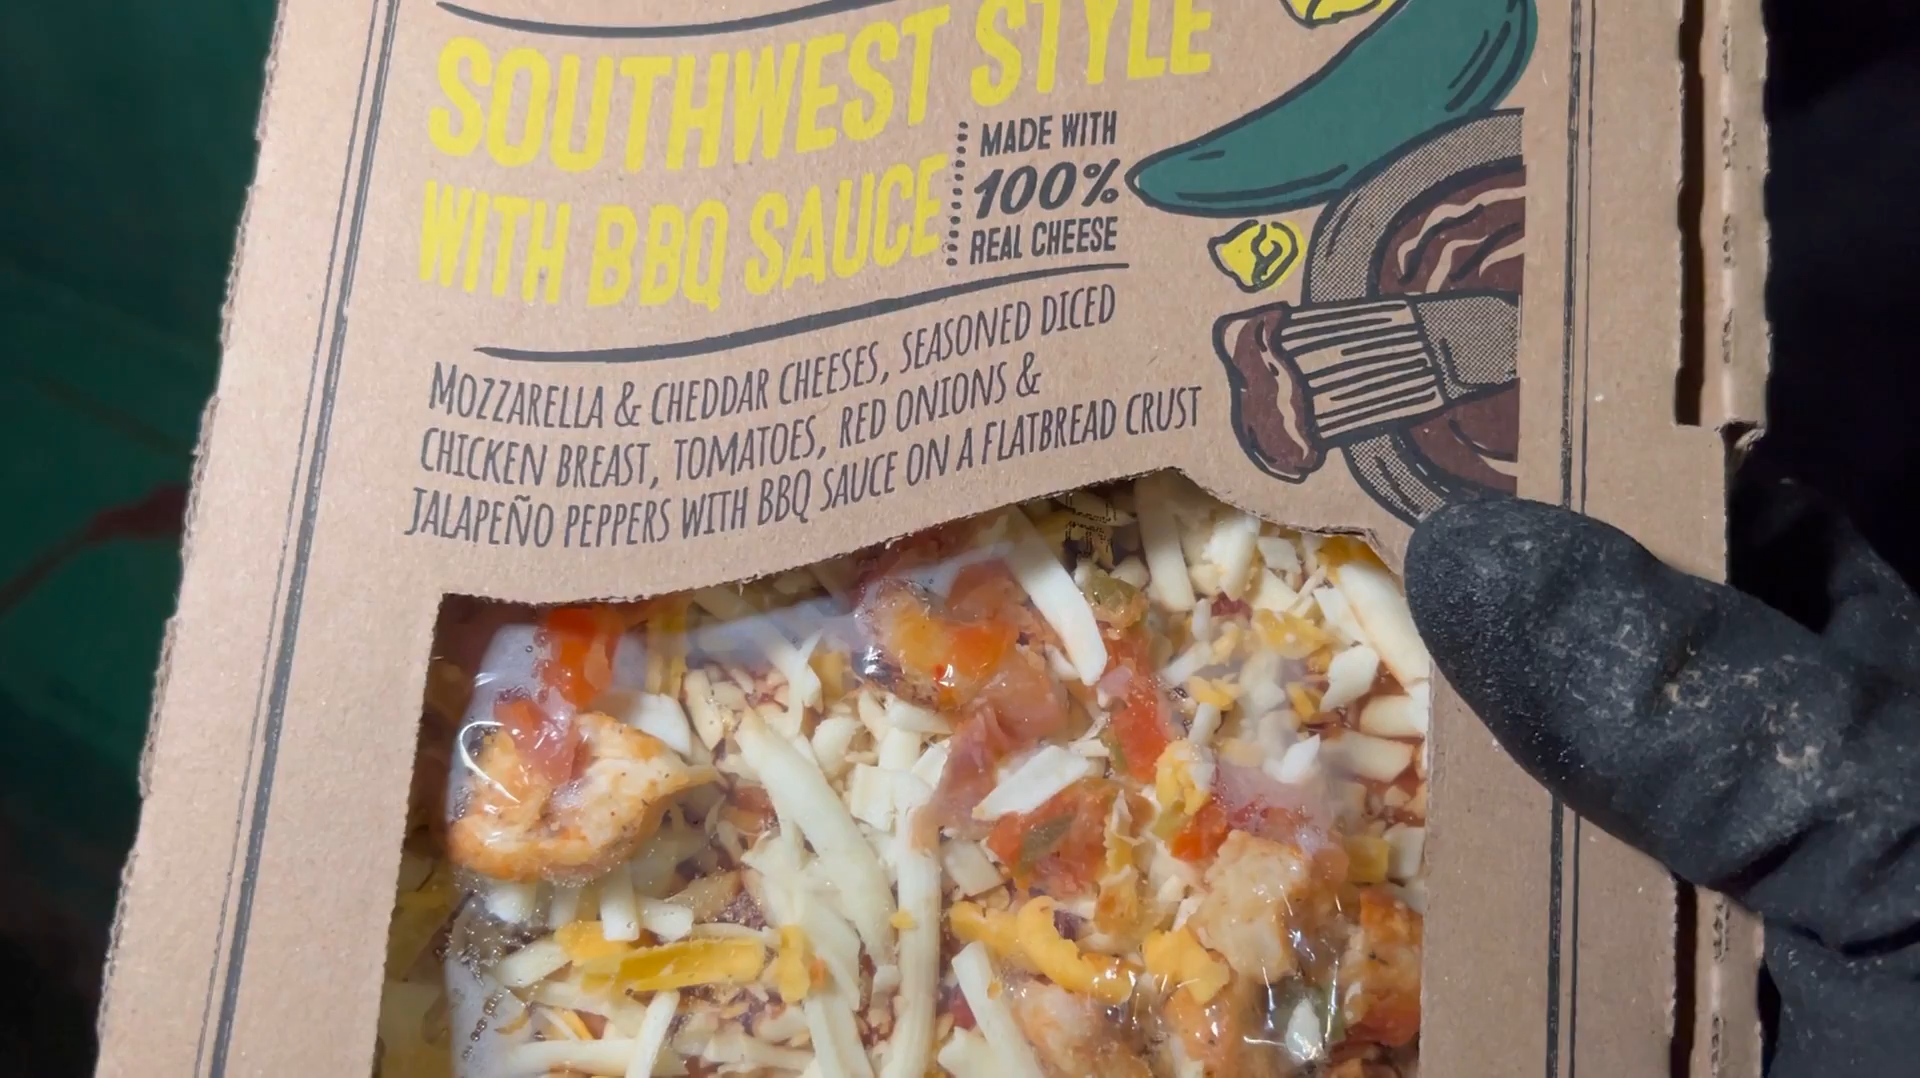 SOUTHWEST STYLE
WITH BBQ SAUCE
MADE WITH
100%
REAL CHEESE
MOZZARELLA & CHEDDAR CHEESES, SEASONED DICED
CHICKEN BREAST, TOMATOES, RED ONIONS &
JALAPEÑO PEPPERS WITH BBQ SAUCE ON A FLATBREAD CRUST